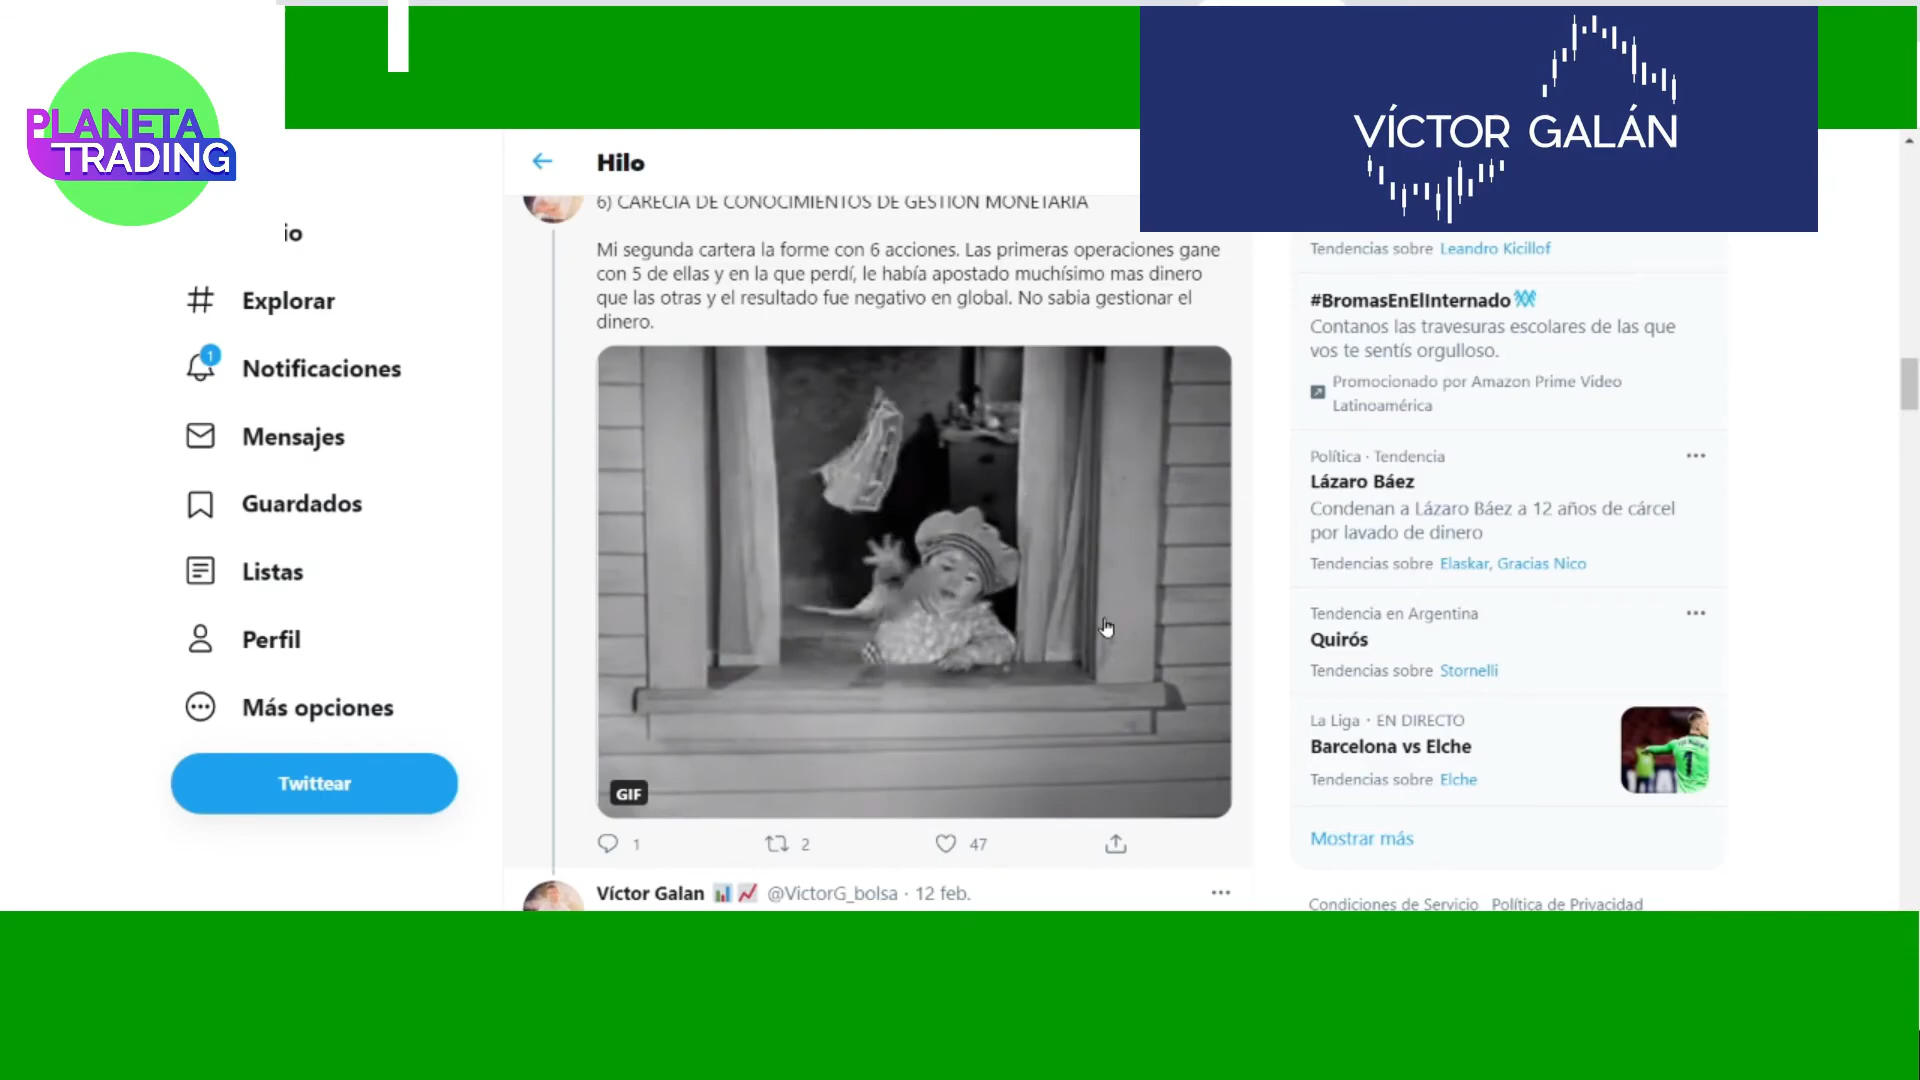 PLANETA
TRADING
VÍCTOR GALÁN
Hilo
6) CARECIA DE CONOCIMIENTOS DE GESTION MONETARIA
Mi segunda cartera la forme con 6 acciones. Las primeras operaciones gane
con 5 de ellas y en la que perdí, le había apostado muchísimo mas dinero
que las otras y el resultado fue negativo en global. No sabia gestionar el
dinero.
GIF
1
2
47
Víctor Galan @VictorG_bolsa · 12 feb.
io
Explorar
1
Notificaciones
Mensajes
Guardados
Listas
Perfil
Más opciones
Twittear
Tendencias sobre Leandro Kicillof
#BromasEnElInternado
Contanos las travesuras escolares de las que
vos te sentís orgulloso.
Promocionado por Amazon Prime Video
Latinoamérica
Política · Tendencia
Lázaro Báez
Condenan a Lázaro Báez a 12 años de cárcel
por lavado de dinero
Tendencias sobre Elaskar, Gracias Nico
Tendencia en Argentina
Quirós
Tendencias sobre Stornelli
La Liga · EN DIRECTO
Barcelona vs Elche
Tendencias sobre Elche
Mostrar más
Condiciones de Servicio Política de Privacidad